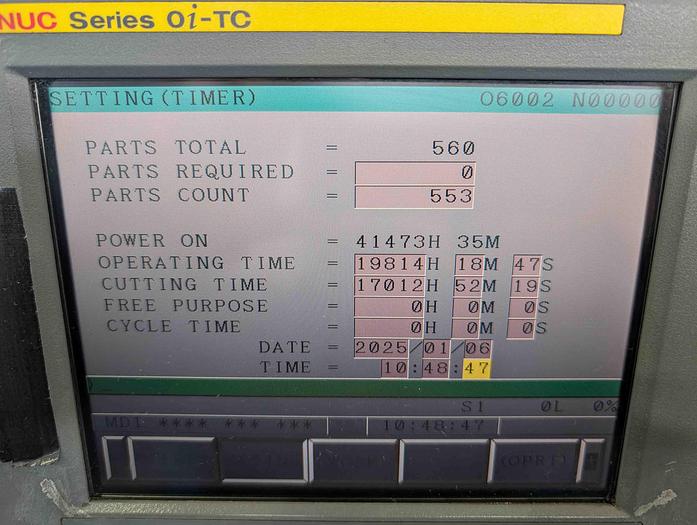 NUC Series 0i-TC
SETTING(TIMER) O6002 N00000
PARTS TOTAL = 560
PARTS REQUIRED = 0
PARTS COUNT = 553
POWER ON = 41473H 35M
OPERATING TIME = 19814H 18M 47S
CUTTING TIME = 17012H 52M 19S
FREE PURPOSE = 0H 0M 0S
CYCLE TIME = 0H 0M 0S
DATE = 2025/01/06
TIME = 10:48:47
S1 0L 0%
MDI **** *** *** 10:48:47
(OPRT)